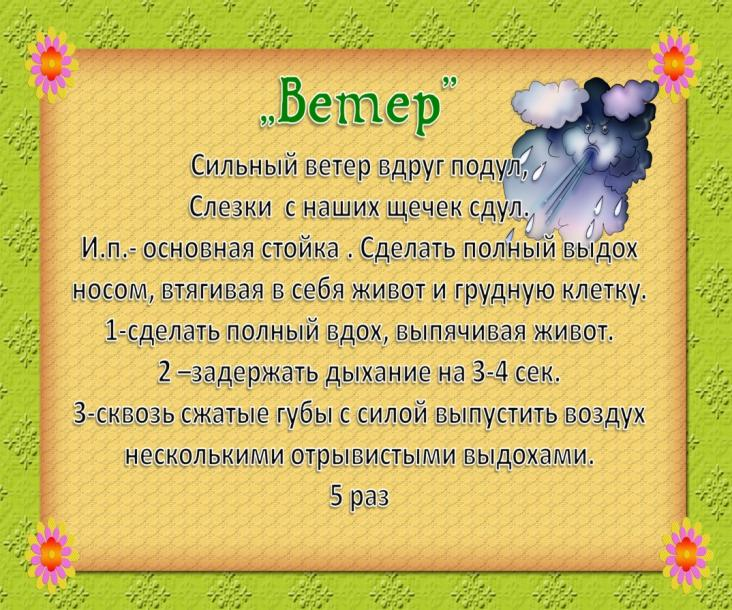 „Ветер”
Сильный ветер вдруг подул,
Слезки с наших щечек сдул.
И.п.- основная стойка . Сделать полный выдох
носом, втягивая в себя живот и грудную клетку.
1-сделать полный вдох, выпячивая живот.
2 –задержать дыхание на 3-4 сек.
3-сквозь сжатые губы с силой выпустить воздух
несколькими отрывистыми выдохами.
5 раз